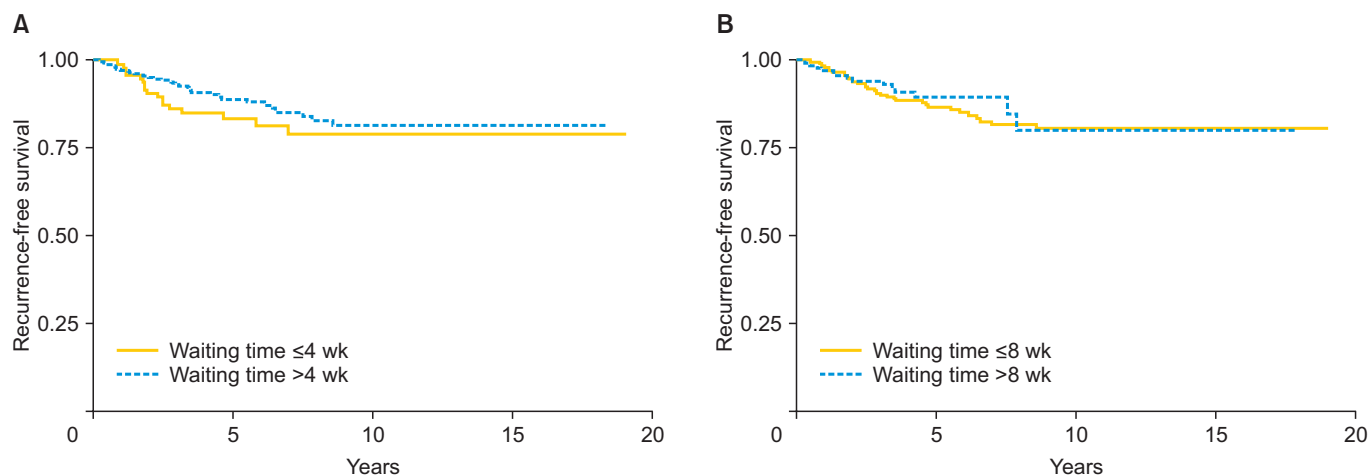 A
Recurrence-free survival
1.00
0.75
0.50
0.25
0
5
10
15
20
Years
Waiting time ≤4 wk
Waiting time >4 wk
B
Recurrence-free survival
1.00
0.75
0.50
0.25
0
5
10
15
20
Years
Waiting time ≤8 wk
Waiting time >8 wk